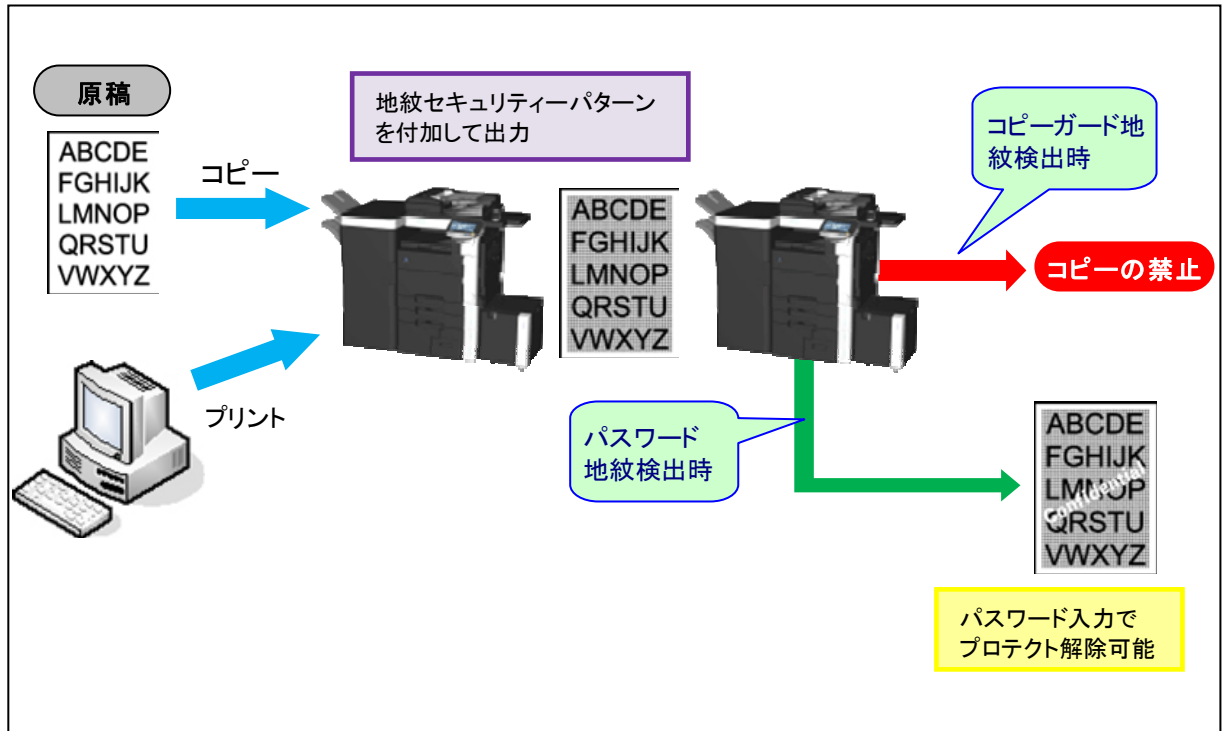 原稿
ABCDE
FGHIJK
LMNOP
QRSTU
VWXYZ
コピー
プリント
地紋セキュリティーパターン
を付加して出力
ABCDE
FGHIJK
LMNOP
QRSTU
VWXYZ
コピーガード地
紋検出時
コピーの禁止
パスワード
地紋検出時
ABCDE
FGHIJK
LMNOP
QRSTU
VWXYZ
Confidential
パスワード入力で
プロテクト解除可能